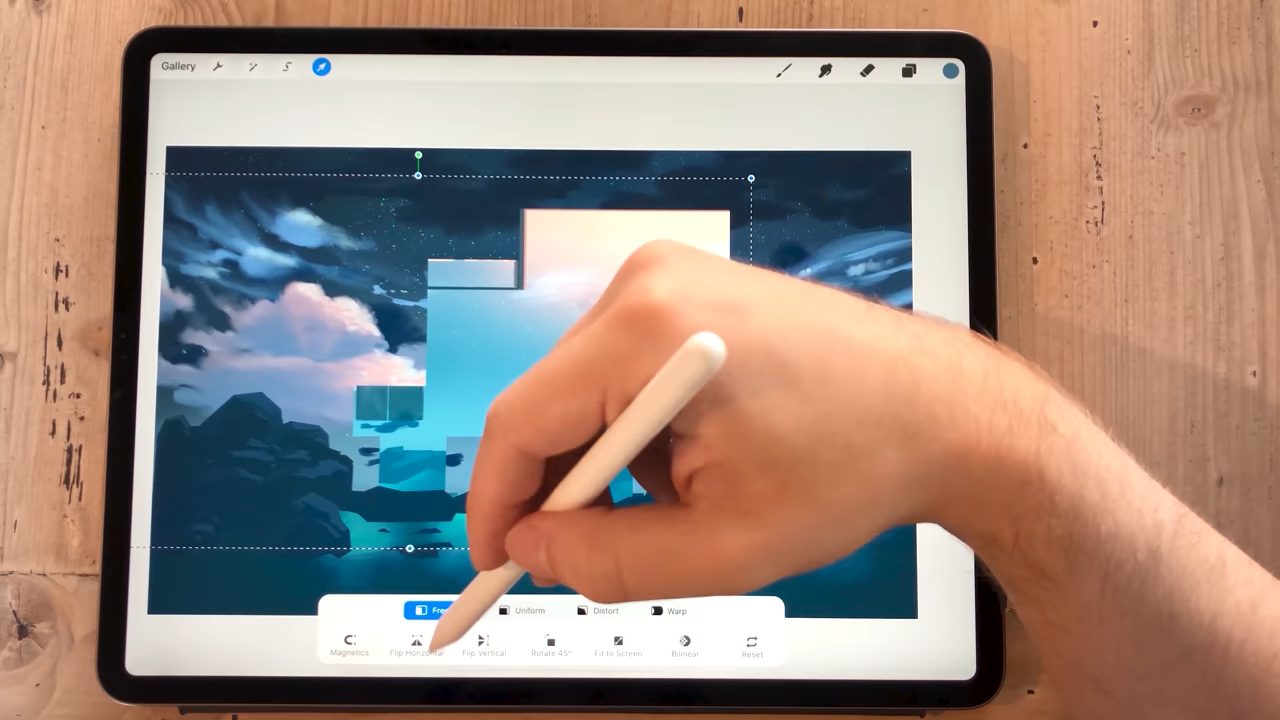 Gallery
Uniform
Distort
Warp
Magnetics
Flip Horizontal
Flip Vertical
Rotate 45°
Fit to Screen
Bilinear
Reset